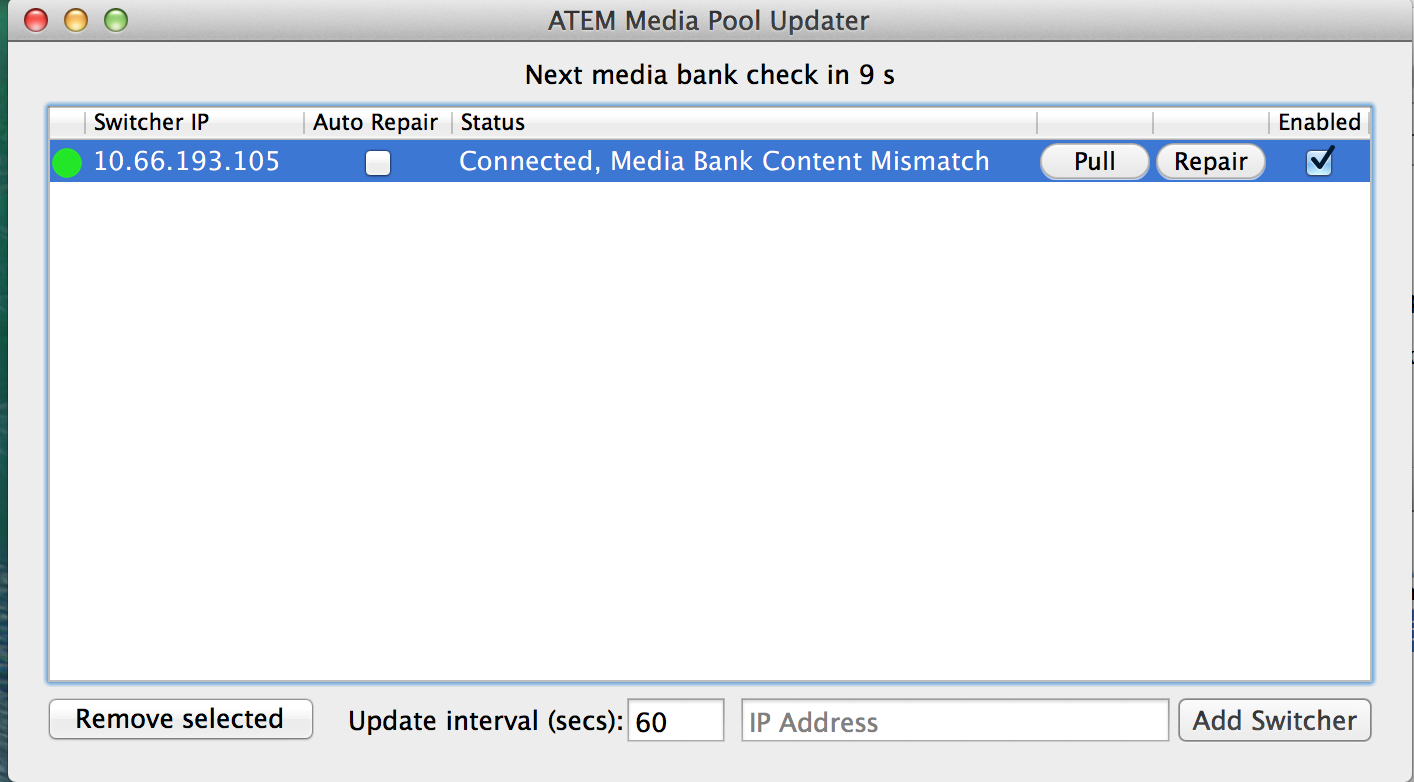 ATEM Media Pool Updater
Next media bank check in 9 s
Switcher IP Auto Repair Status Enabled
10.66.193.105 Connected, Media Bank Content Mismatch Pull Repair
Remove selected Update interval (secs): 60 IP Address Add Switcher